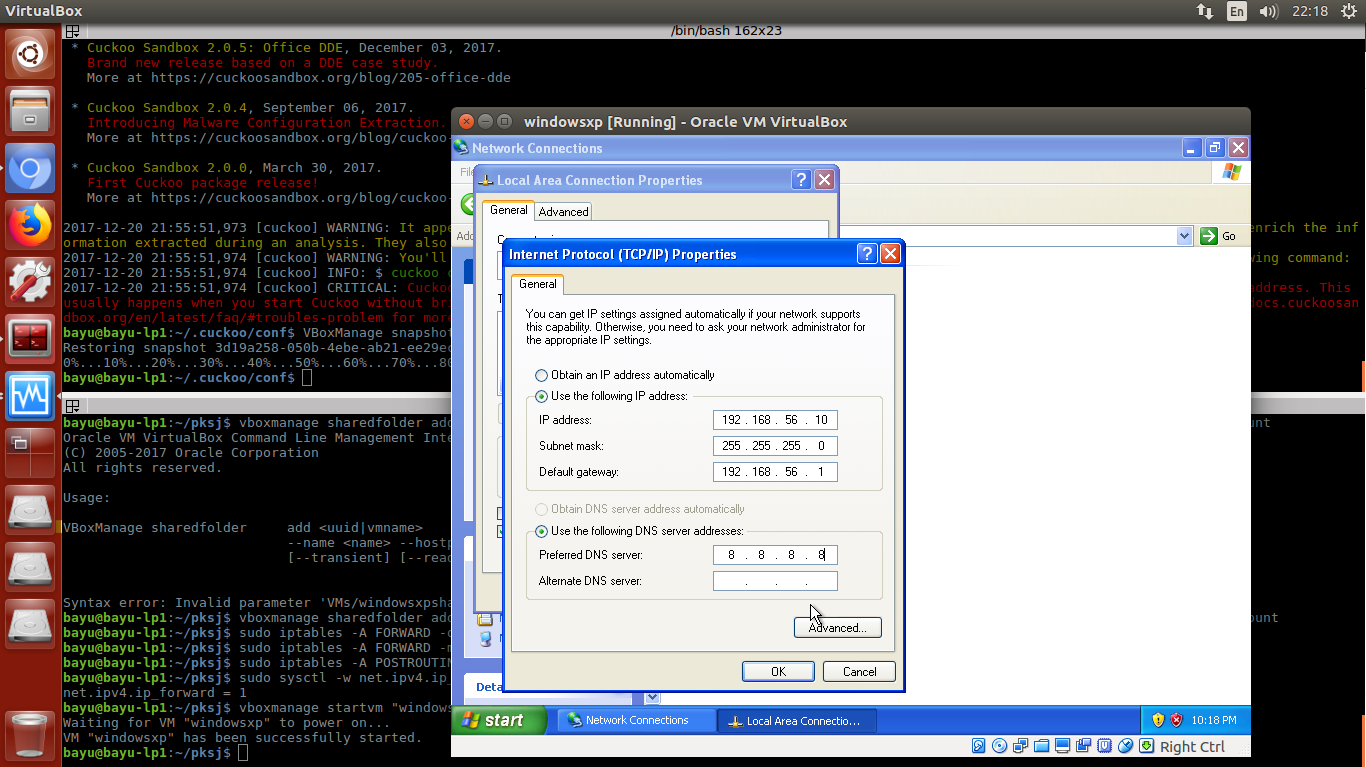 VirtualBox
En
22:18
/bin/bash 162x23
* Cuckoo Sandbox 2.0.5: Office DDE, December 03, 2017.
Brand new release based on a DDE case study.
More at https://cuckoosandbox.org/blog/205-office-dde
* Cuckoo Sandbox 2.0.4, September 06, 2017.
Introducing Malware Configuration Extraction.
More at https://cuckoosandbox.org/blog/cuckoo-
* Cuckoo Sandbox 2.0.0, March 30, 2017.
First Cuckoo package release!
More at https://cuckoosandbox.org/blog/cuckoo-
2017-12-20 21:55:51,973 [cuckoo] WARNING: It appe
enrich the inf
ormation extracted during an analysis. They also
2017-12-20 21:55:51,974 [cuckoo] WARNING: You'll
wing command:
2017-12-20 21:55:51,974 [cuckoo] INFO: $ cuckoo c
2017-12-20 21:55:51,974 [cuckoo] CRITICAL: Cuckoo
address. This
usually happens when you start Cuckoo without bri
docs.cuckoosan
dbox.org/en/latest/faq/#troubles-problem for more
bayu@bayu-lp1:~/.cuckoo/conf$ VBoxManage snapshot
Restoring snapshot 3d19a258-050b-4ebe-ab21-ee29e
0%...10%...20%...30%...40%...50%...60%...70%...80
bayu@bayu-lp1:~/.cuckoo/conf$
bayu@bayu-lp1:~/pksj$ vboxmanage sharedfolder add
unt
Oracle VM VirtualBox Command Line Management Inte
(C) 2005-2017 Oracle Corporation
All rights reserved.
Usage:
VBoxManage sharedfolder add <uuid|vmname>
--name <name> --hostp
[--transient] [--read
Syntax error: Invalid parameter 'VMs/windowsxpsha
bayu@bayu-lp1:~/pksj$ vboxmanage sharedfolder add
ount
bayu@bayu-lp1:~/pksj$ sudo iptables -A FORWARD -
bayu@bayu-lp1:~/pksj$ sudo iptables -A FORWARD -m
bayu@bayu-lp1:~/pksj$ sudo iptables -A POSTROUTIN
bayu@bayu-lp1:~/pksj$ sudo sysctl -w net.ipv4.ip_
net.ipv4.ip_forward = 1
bayu@bayu-lp1:~/pksj$ vboxmanage startvm "windows
Waiting for VM "windowsxp" to power on...
VM "windowsxp" has been successfully started.
bayu@bayu-lp1:~/pksj$
windowsxp [Running] - Oracle VM VirtualBox
Network Connections
File
Local Area Connection Properties
General
Advanced
Go
Internet Protocol (TCP/IP) Properties
General
You can get IP settings assigned automatically if your network supports
this capability. Otherwise, you need to ask your network administrator for
the appropriate IP settings.
Obtain an IP address automatically
Use the following IP address:
IP address: 192 . 168 . 56 . 10
Subnet mask: 255 . 255 . 255 . 0
Default gateway: 192 . 168 . 56 . 1
Obtain DNS server address automatically
Use the following DNS server addresses:
Preferred DNS server: 8 . 8 . 8 . 8
Alternate DNS server: . . .
Advanced...
OK
Cancel
Deta
start
Network Connections
Local Area Connectio...
10:18 PM
Right Ctrl